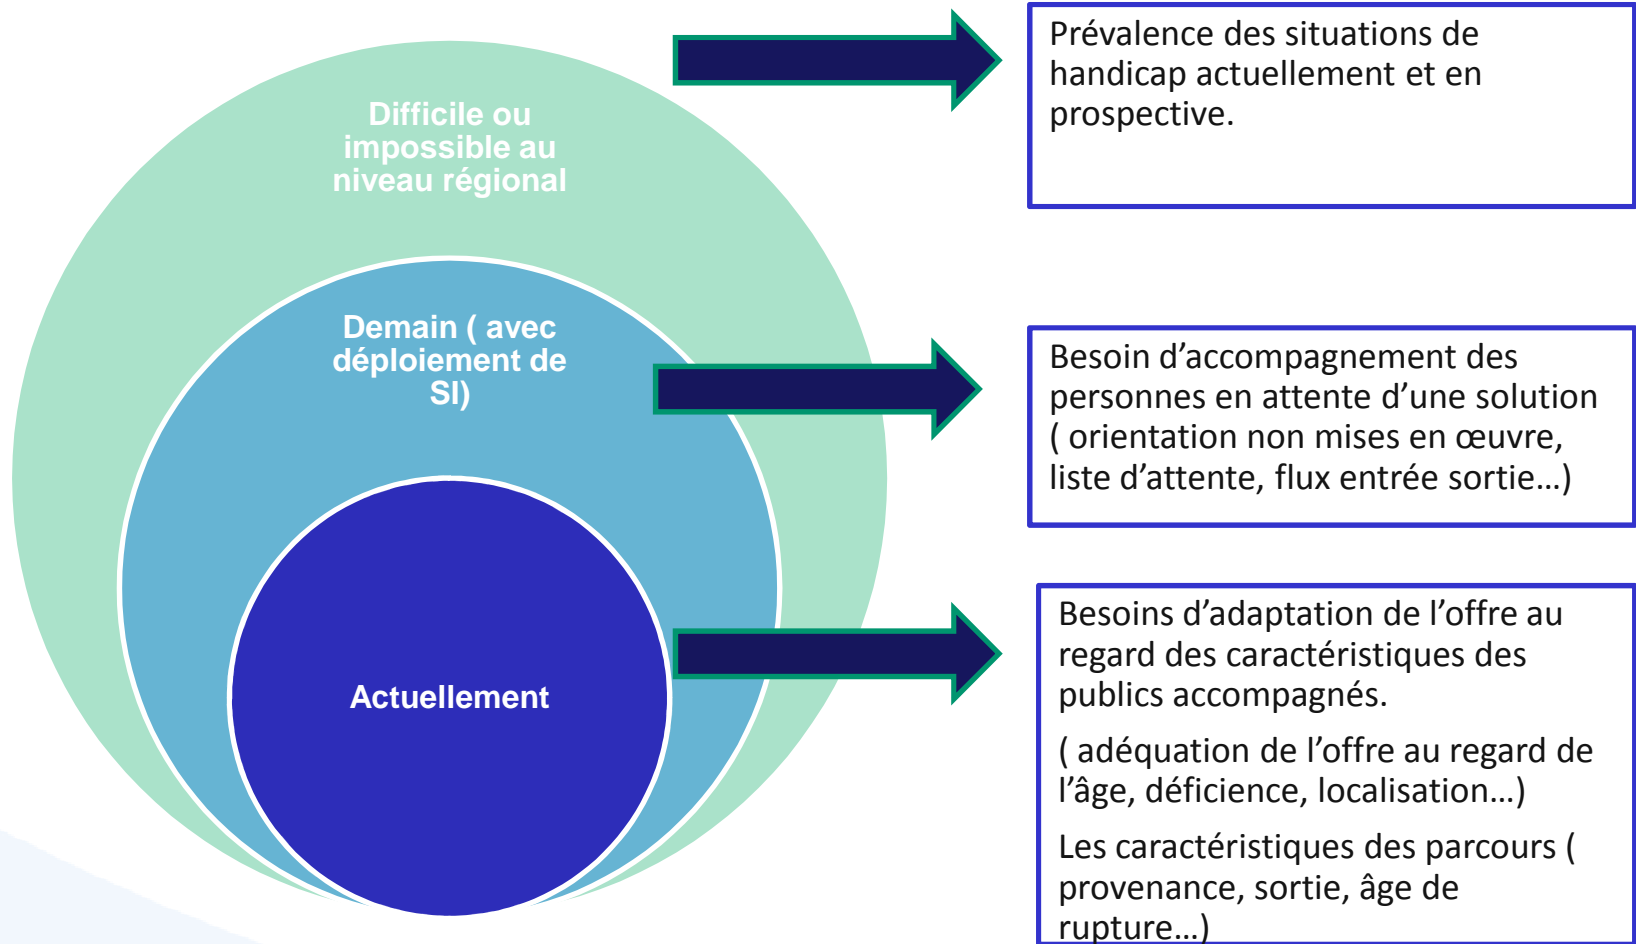 Difficile ou
impossible au
niveau régional
Prévalence des situations de
handicap actuellement et en
prospective.
Demain ( avec
déploiement de
SI)
Besoin d’accompagnement des
personnes en attente d’une solution
( orientation non mises en œuvre,
liste d’attente, flux entrée sortie…)
Actuellement
Besoins d’adaptation de l’offre au
regard des caractéristiques des
publics accompagnés.
( adéquation de l’offre au regard de
l’âge, déficience, localisation…)
Les caractéristiques des parcours (
provenance, sortie, âge de
rupture…)